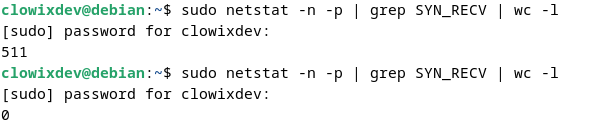 clowixdev@debian:~$ sudo netstat -n -p | grep SYN_RECV | wc -l
[sudo] password for clowixdev:
511
clowixdev@debian:~$ sudo netstat -n -p | grep SYN_RECV | wc -l
[sudo] password for clowixdev:
0